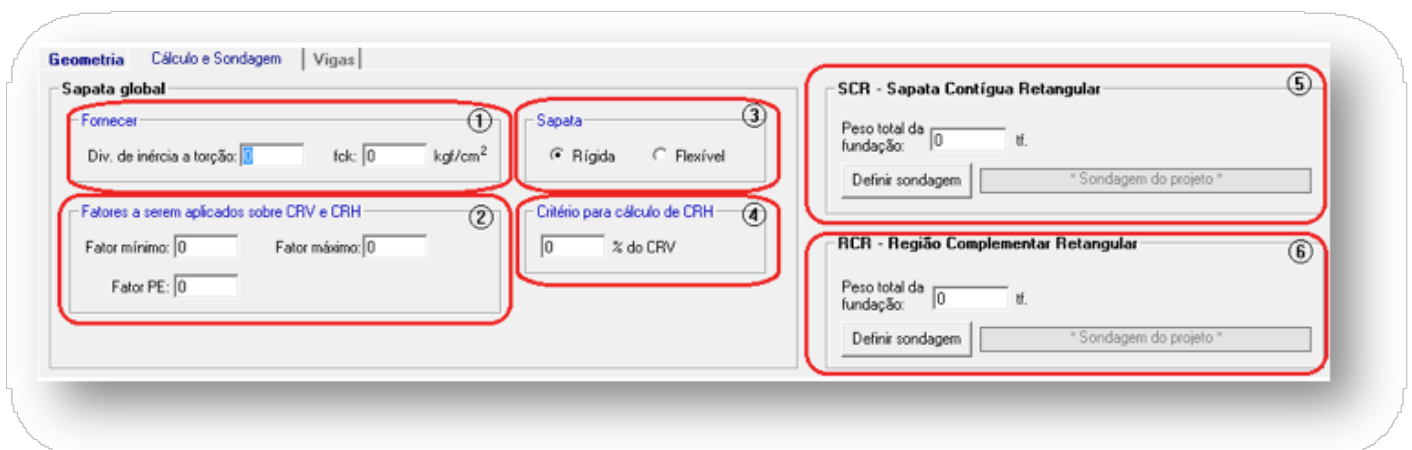 Geometria Cálculo e Sondagem Vigas
Sapata global
Fornecer 1
Div. de inércia a torção: 0 fck: 0 kgf/cm²
Fatores a serem aplicados sobre CRV e CRH 2
Fator mínimo: 0 Fator máximo: 0
Fator PE: 0
Sapata 3
Rígida Flexível
Critério para cálculo de CRH 4
0 % do CRV
SCR - Sapata Contígua Retangular 5
Peso total da
fundação: 0 tf.
Definir sondagem * Sondagem do projeto *
RCR - Região Complementar Retangular 6
Peso total da
fundação: 0 tf.
Definir sondagem * Sondagem do projeto *